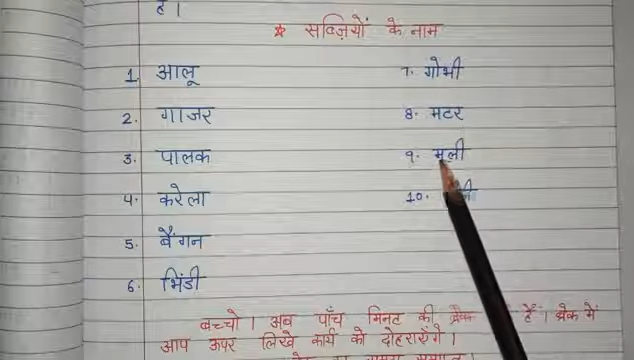 है।
* सब्ज़ियों के नाम
1. आलू
2. गाजर
3. पालक
4. करेला
5. बैंगन
6. भिंडी
7. गोभी
8. मटर
9. मूली
10.
बच्चो। अब पाँच मिनट की ब्रेक है। ब्रेक में
आप ऊपर लिखे कार्य को दोहराएँगे।